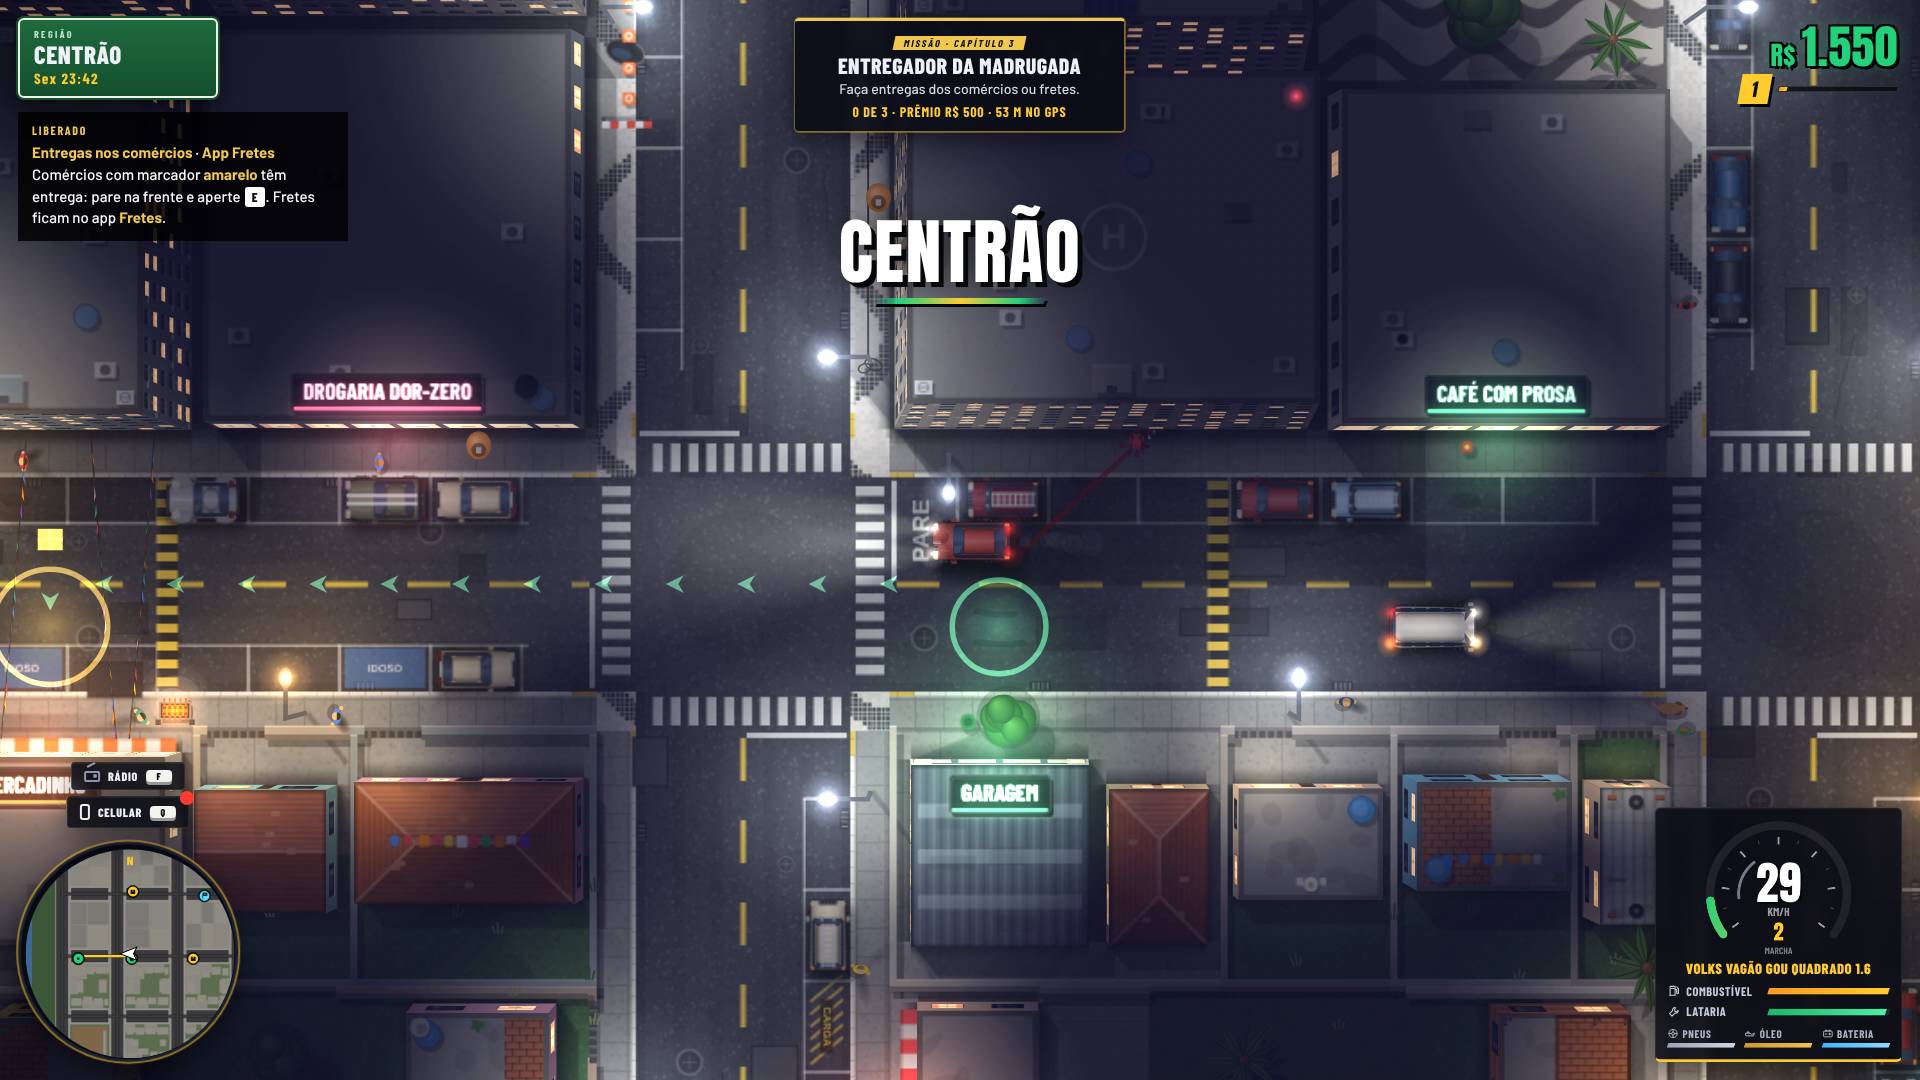 REGIÃO
CENTRÃO
Sex 23:42
LIBERADO
Entregas nos comércios · App Fretes
Comércios com marcador amarelo têm
entrega: pare na frente e aperte E. Fretes
ficam no app Fretes.
MISSÃO · CAPÍTULO 3
ENTREGADOR DA MADRUGADA
Faça entregas dos comércios ou fretes.
0 DE 3 · PRÊMIO R$ 500 · 53 M NO GPS
R$ 1.550
1
CENTRÃO
H
DROGARIA DOR-ZERO
CAFÉ COM PROSA
PARE
IDOSO
GARAGEM
RÁDIO F
CELULAR Q
N
CARGA
29
KM/H
2
MARCHA
VOLKS VAGÃO GOU QUADRADO 1.6
COMBUSTÍVEL
LATARIA
PNEUS ÓLEO BATERIA